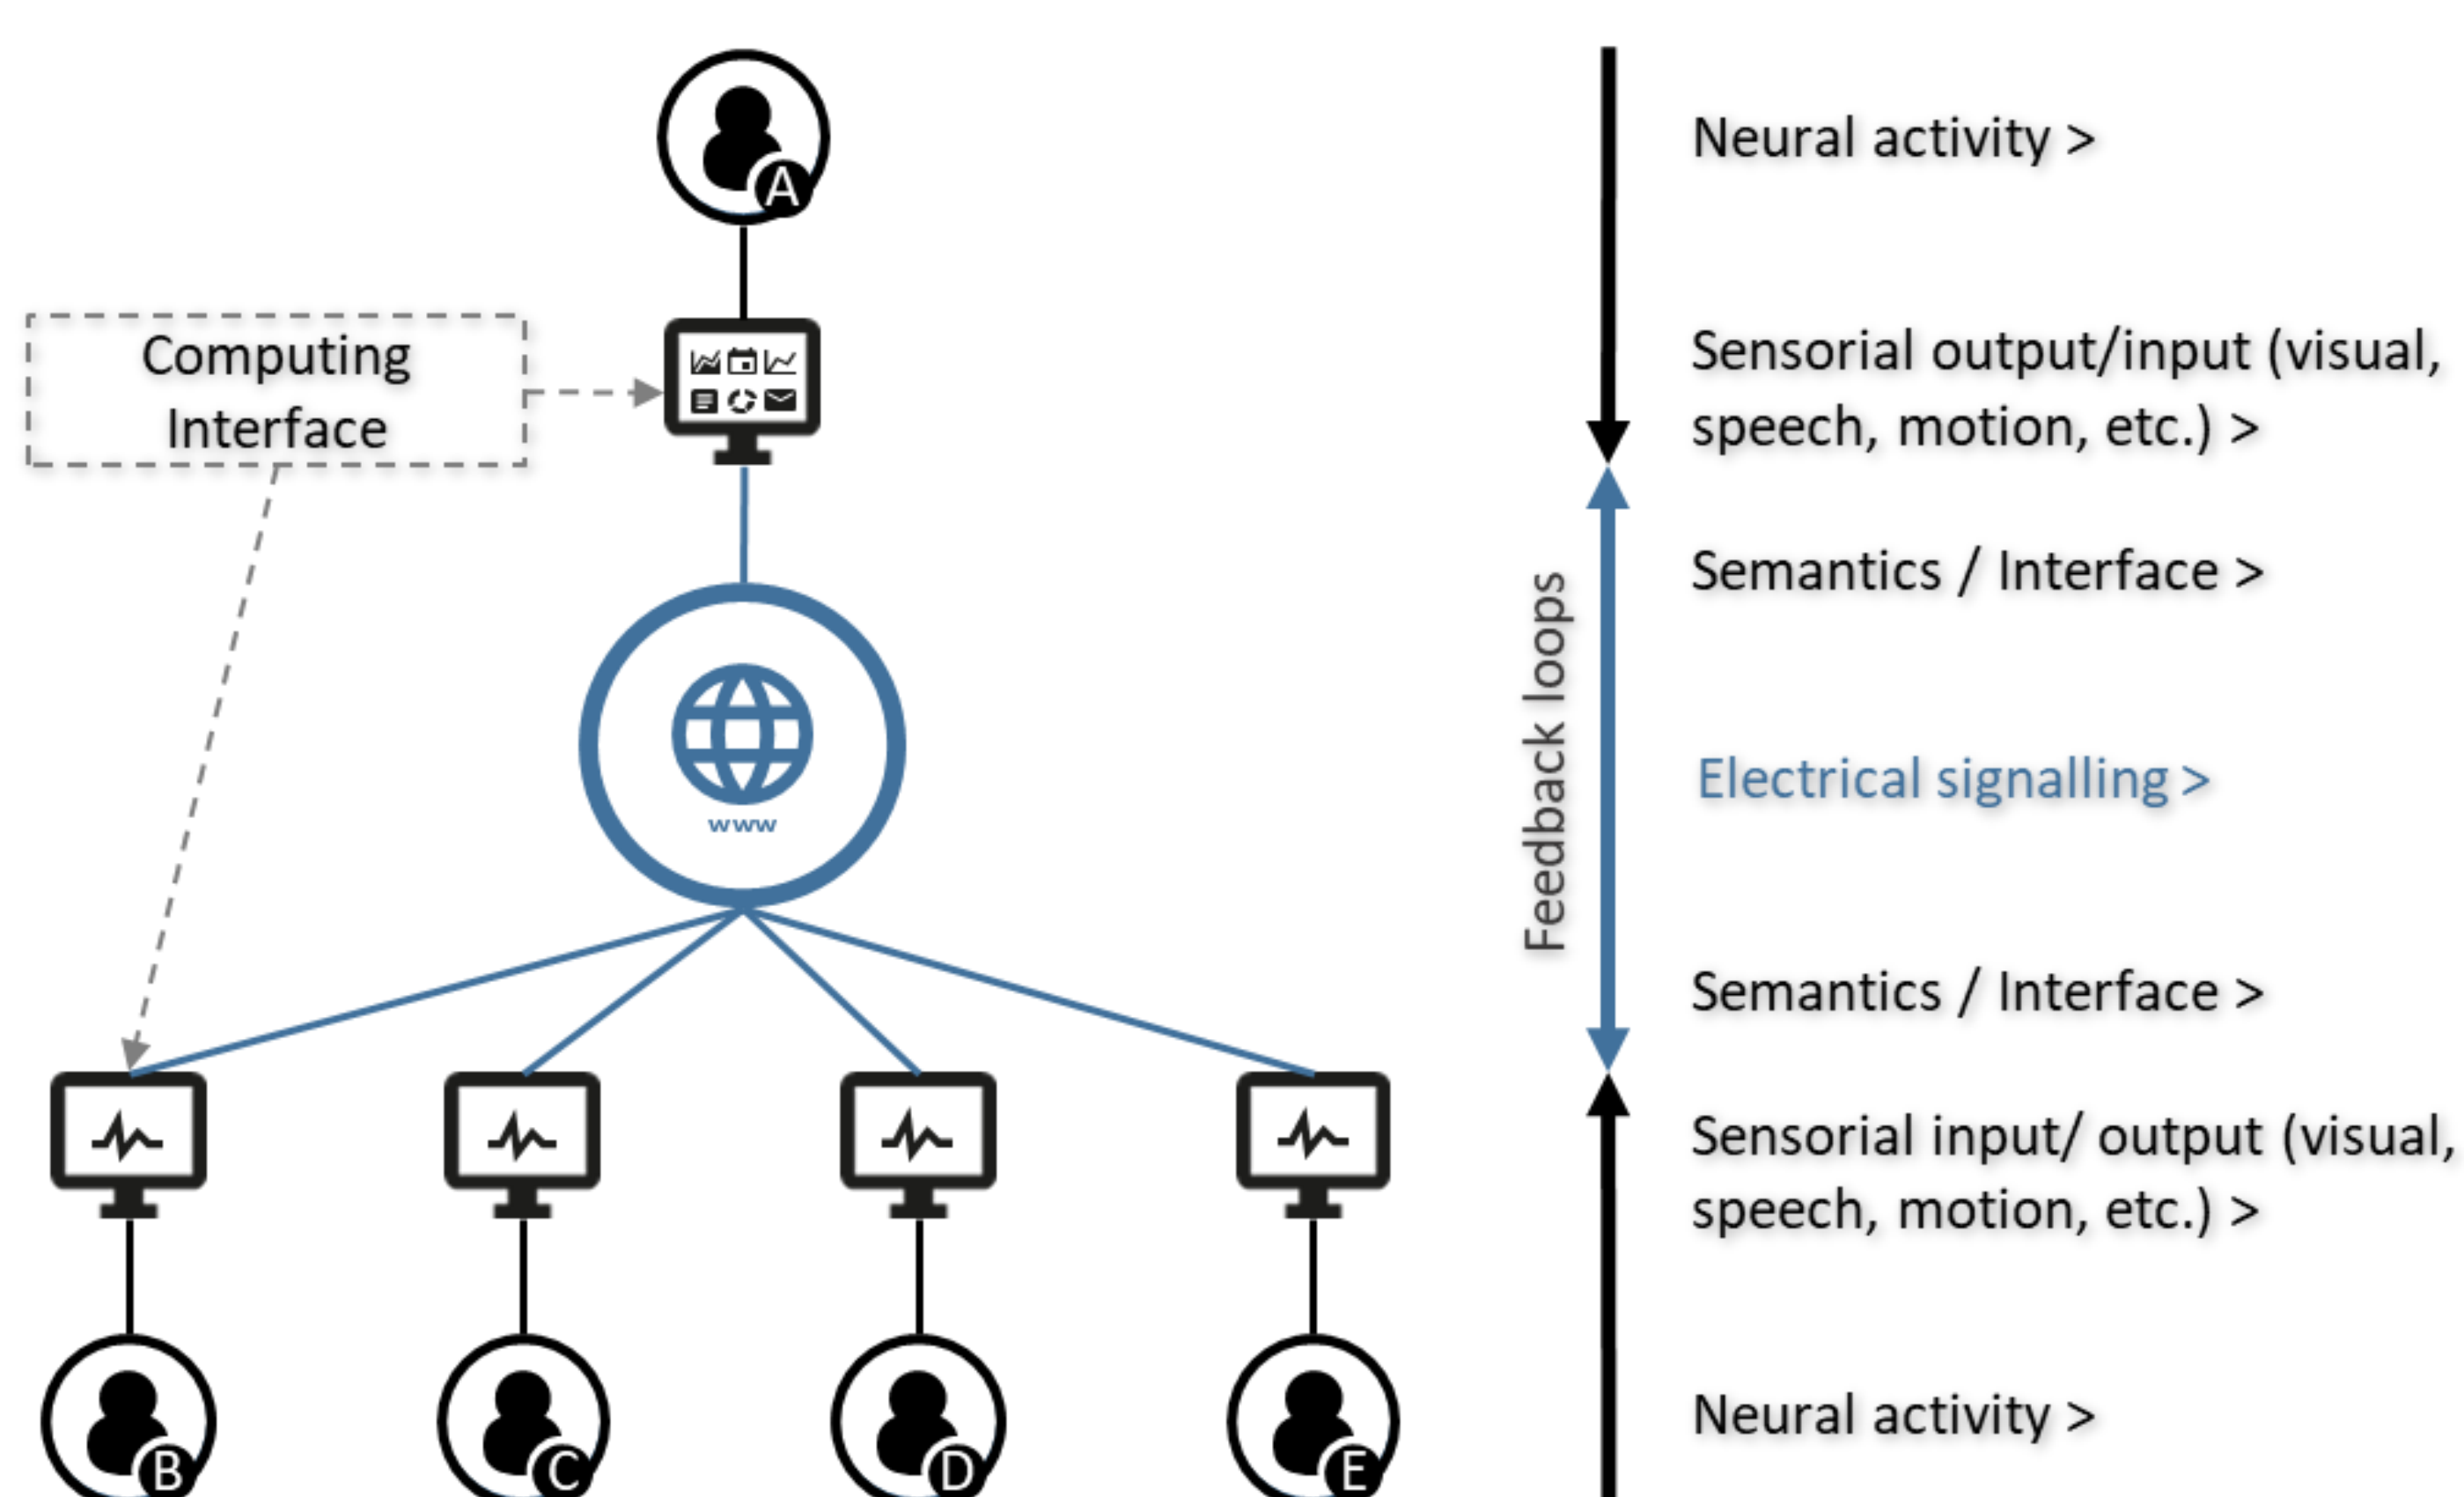 A
Neural activity >
Computing
Interface
Sensorial output/input (visual,
speech, motion, etc.) >
Semantics / Interface >
www
Feedback loops
Electrical signalling >
Semantics / Interface >
Sensorial input/ output (visual,
speech, motion, etc.) >
B
C
D
E
Neural activity >